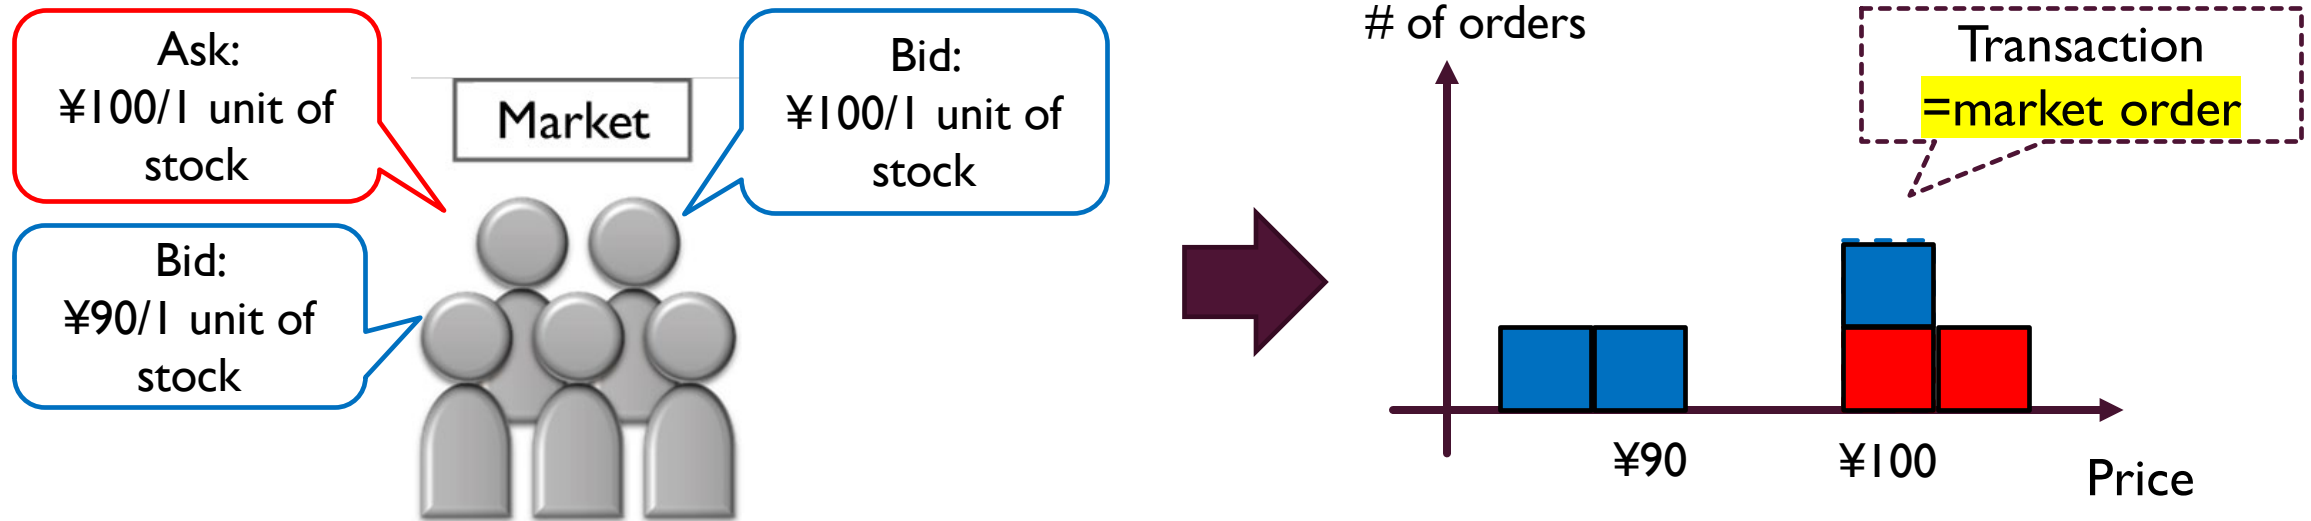 Ask:
¥100/1 unit of
stock
Market
Bid:
¥100/1 unit of
stock
Bid:
¥90/1 unit of
stock
# of orders
Transaction
=market order
¥90
¥100
Price